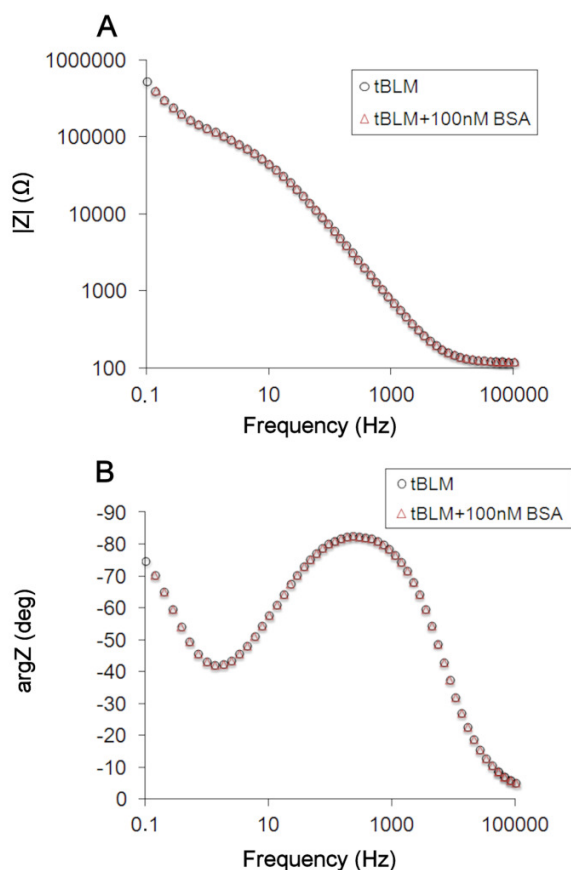 A
1000000
100000
10000
1000
100
|Z| (Ω)
0.1 10 1000 100000
Frequency (Hz)
tBLM
tBLM+100nM BSA
B
-90
-80
-70
-60
-50
-40
-30
-20
-10
0
argZ (deg)
0.1 10 1000 100000
Frequency (Hz)
tBLM
tBLM+100nM BSA